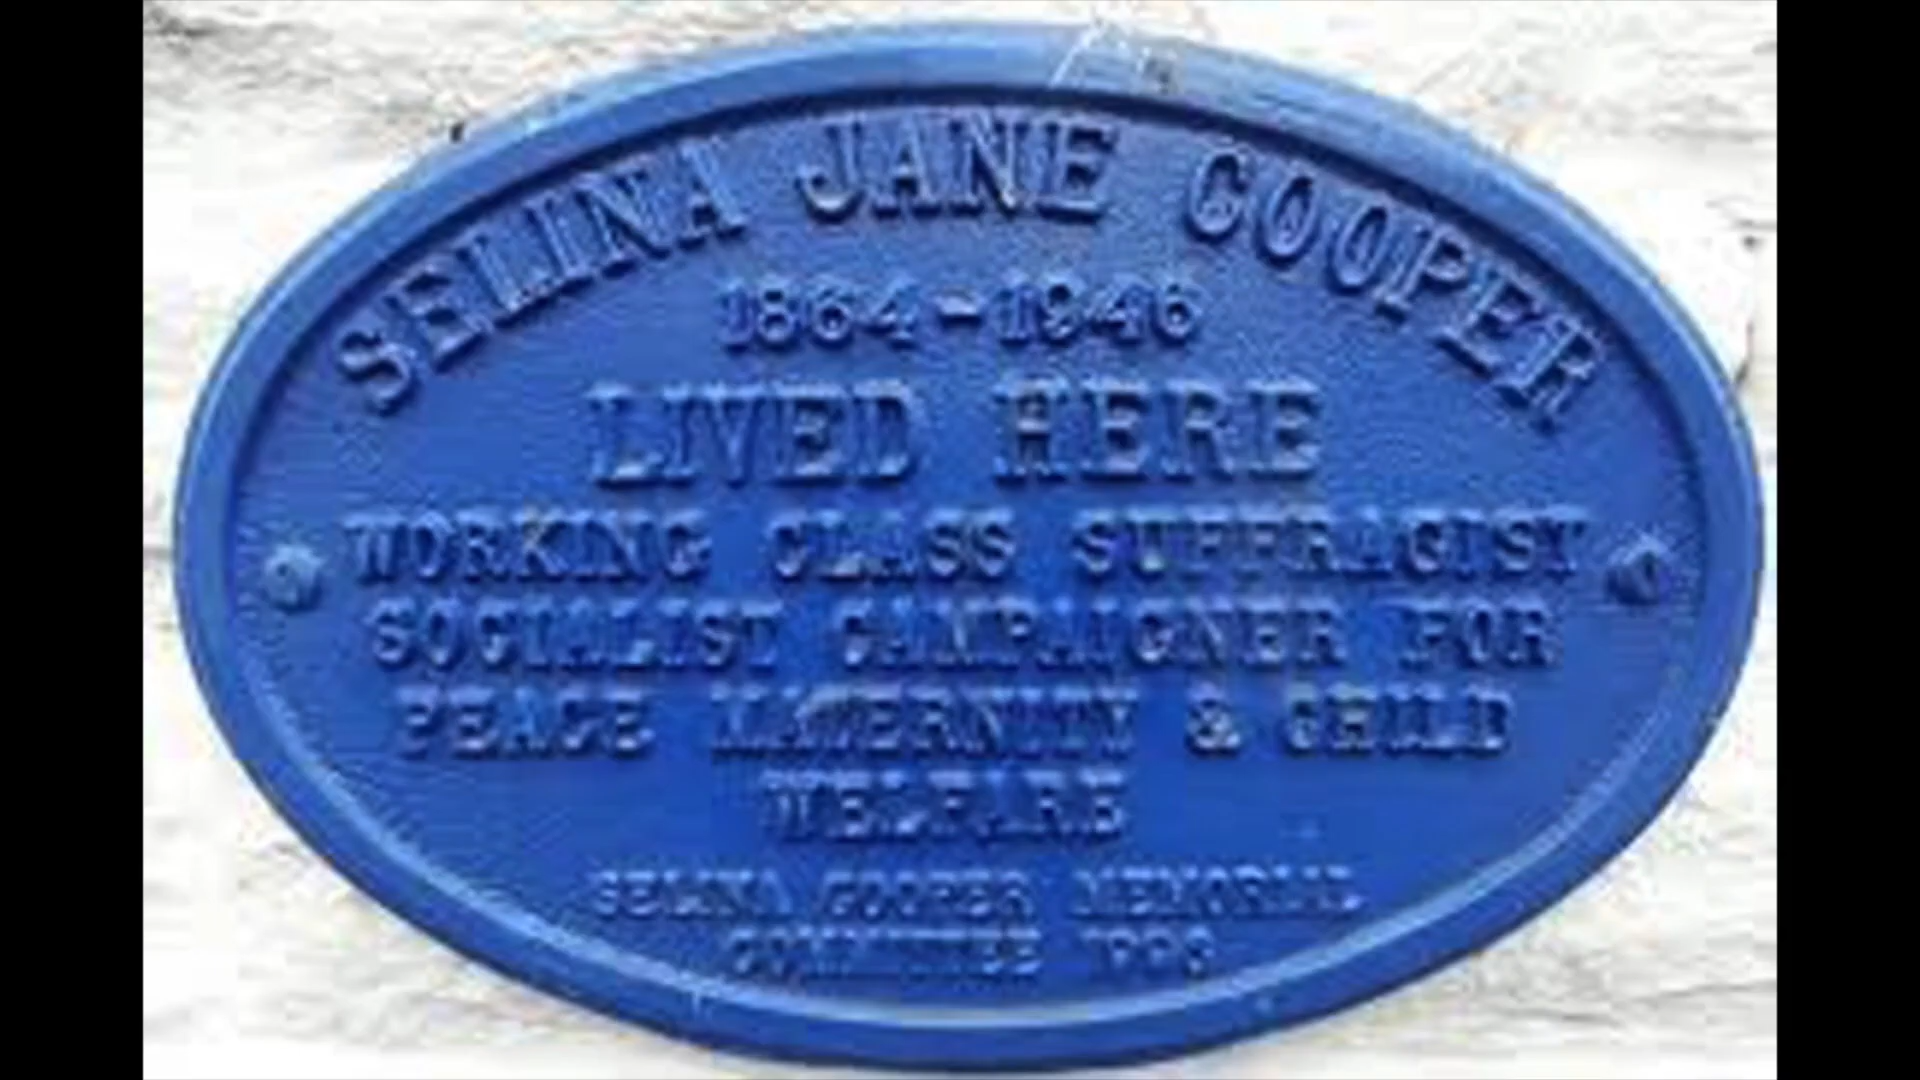 SELINA JANE COOPER
1864-1946
LIVED HERE
WORKING CLASS SUFFRAGIST
SOCIALIST CAMPAIGNER FOR
PEACE MATERNITY & CHILD
WELFARE
SELINA COOPER MEMORIAL
COMMITTEE